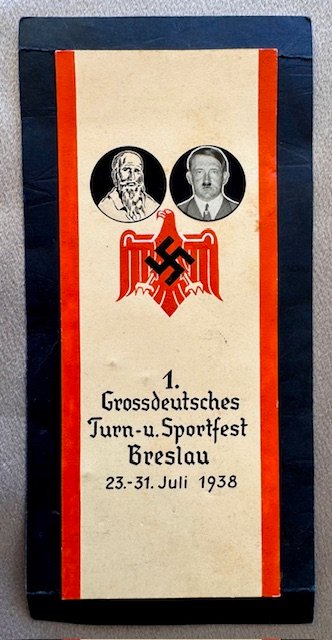 1.
Grossdeutsches
Turn-u. Sportfest
Breslau
23.-31. Juli 1938